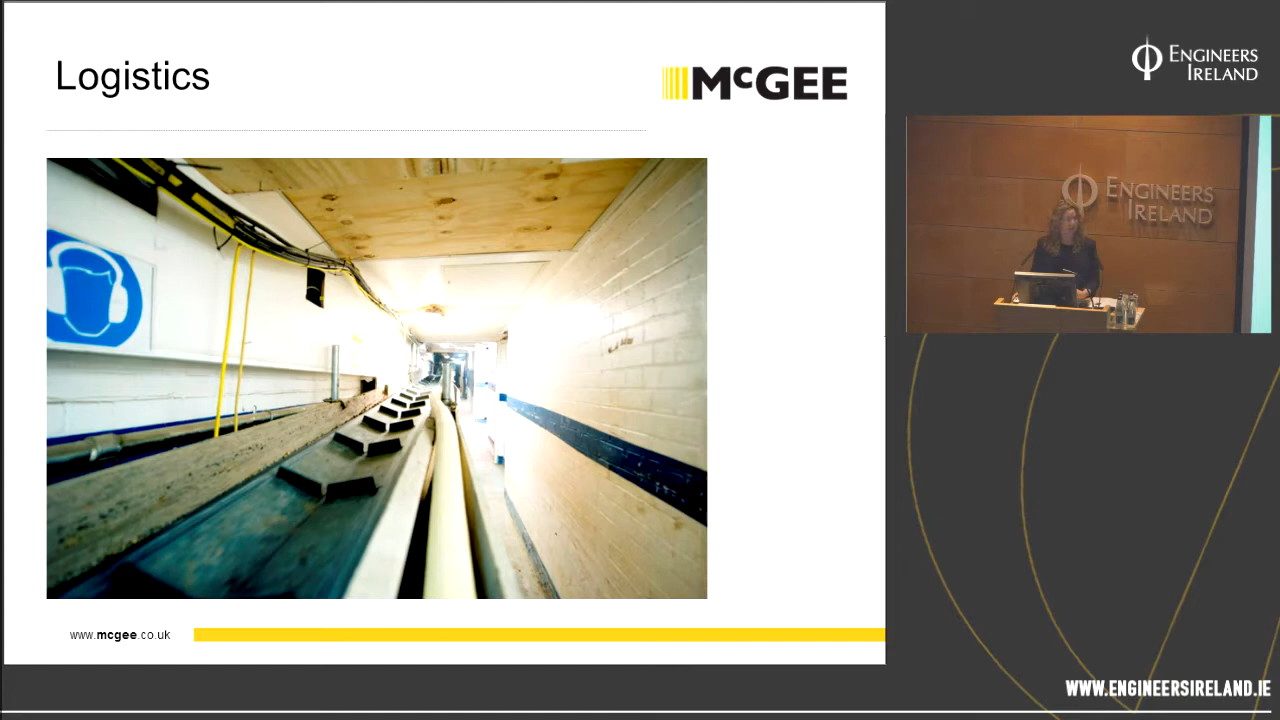 Logistics
McGEE
www.mcgee.co.uk
ENGINEERS
IRELAND
ENGINEERS
IRELAND
WWW.ENGINEERSIRELAND.IE